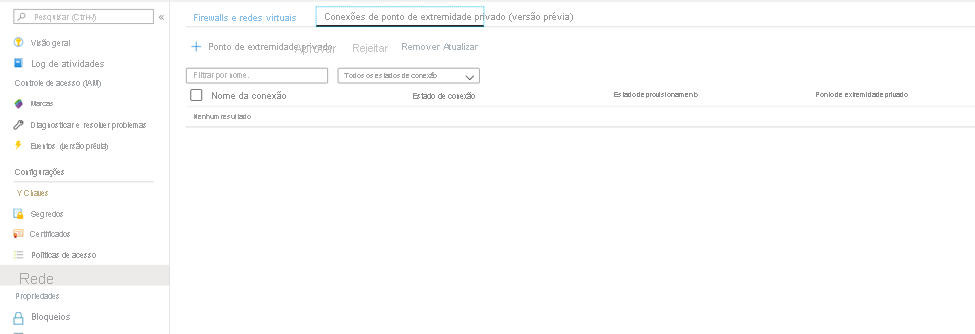 Pesquisar (Ctrl+/)
«
Visão geral
Log de atividades
Controle de acesso (IAM)
Marcas
Diagnosticar e resolver problemas
Eventos (versão prévia)
Configurações
Y Chaves
Segredos
Certificados
Políticas de acesso
Rede
Propriedades
Bloqueios
Firewalls e redes virtuais
Conexões de ponto de extremidade privado (versão prévia)
+ Ponto de extremidade privado
Aprovar
Rejeitar
Remover Atualizar
Filtrar por nome.
Todos os estados de conexão
Nome da conexão
Estado de conexão
Estado de provisionamento
Ponto de extremidade privado
Nenhum resultado